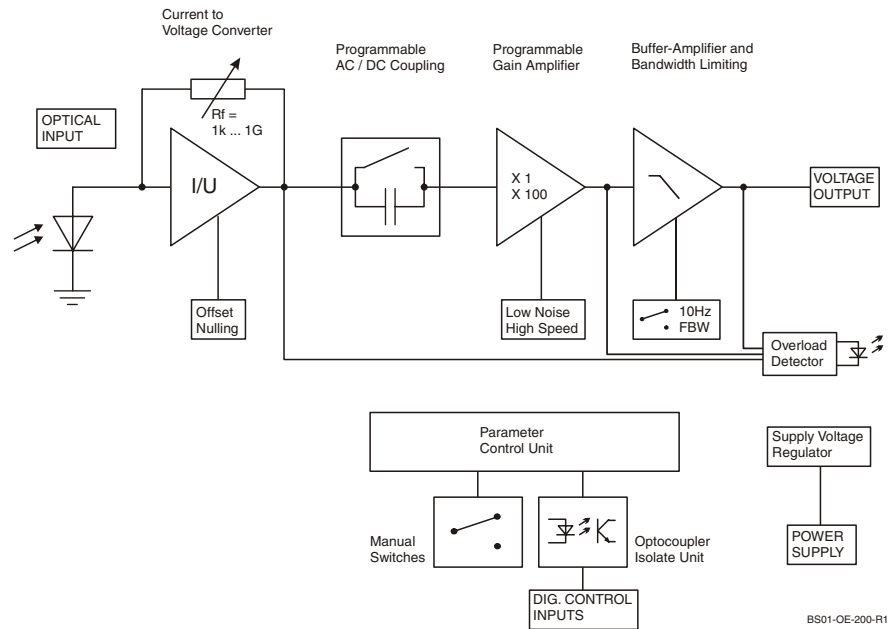 Current to
Voltage Converter
Programmable
AC / DC Coupling
Programmable
Gain Amplifier
Buffer-Amplifier and
Bandwidth Limiting
OPTICAL
INPUT
Rf =
1k ... 1G
I/U
X 1
X 100
VOLTAGE
OUTPUT
Offset
Nulling
Low Noise
High Speed
10Hz
FBW
Overload
Detector
Parameter
Control Unit
Supply Voltage
Regulator
Manual
Switches
Optocoupler
Isolate Unit
POWER
SUPPLY
DIG. CONTROL
INPUTS
BS01-OE-200-R1